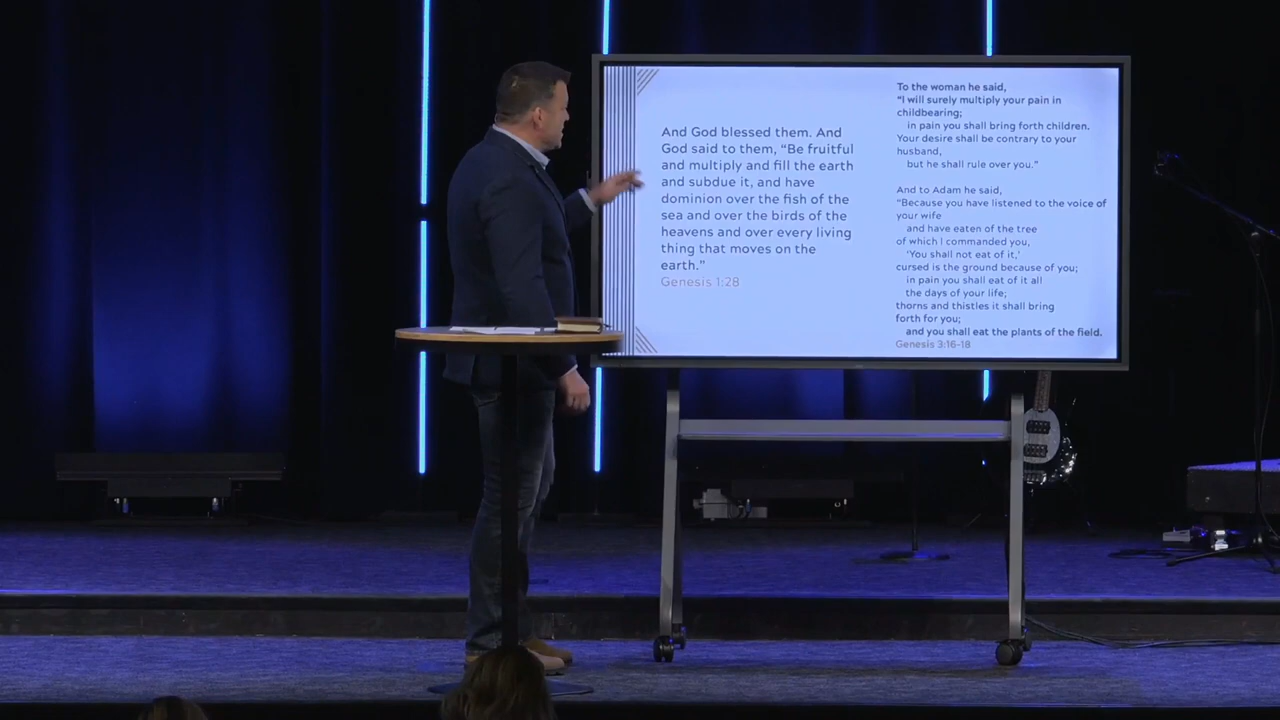 And God blessed them. And
God said to them, “Be fruitful
and multiply and fill the earth
and subdue it, and have
dominion over the fish of the
sea and over the birds of the
heavens and over every living
thing that moves on the
earth.”
Genesis 1:28
To the woman he said,
“I will surely multiply your pain in
childbearing;
in pain you shall bring forth children.
Your desire shall be contrary to your
husband,
but he shall rule over you.”
And to Adam he said,
“Because you have listened to the voice of
your wife
and have eaten of the tree
of which I commanded you,
‘You shall not eat of it,’
cursed is the ground because of you;
in pain you shall eat of it all
the days of your life;
thorns and thistles it shall bring
forth for you;
and you shall eat the plants of the field.
Genesis 3:16-18